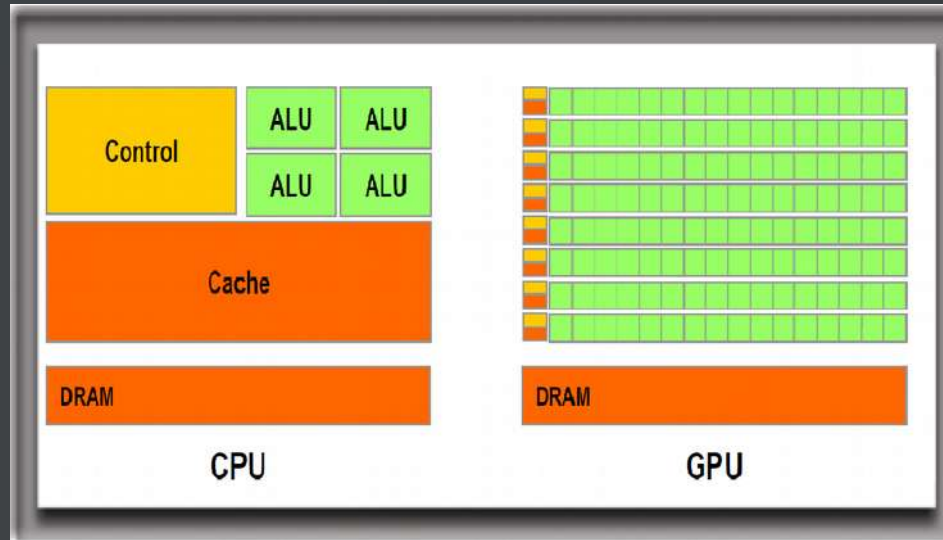 Control
ALU ALU
ALU ALU
Cache
DRAM
CPU
DRAM
GPU